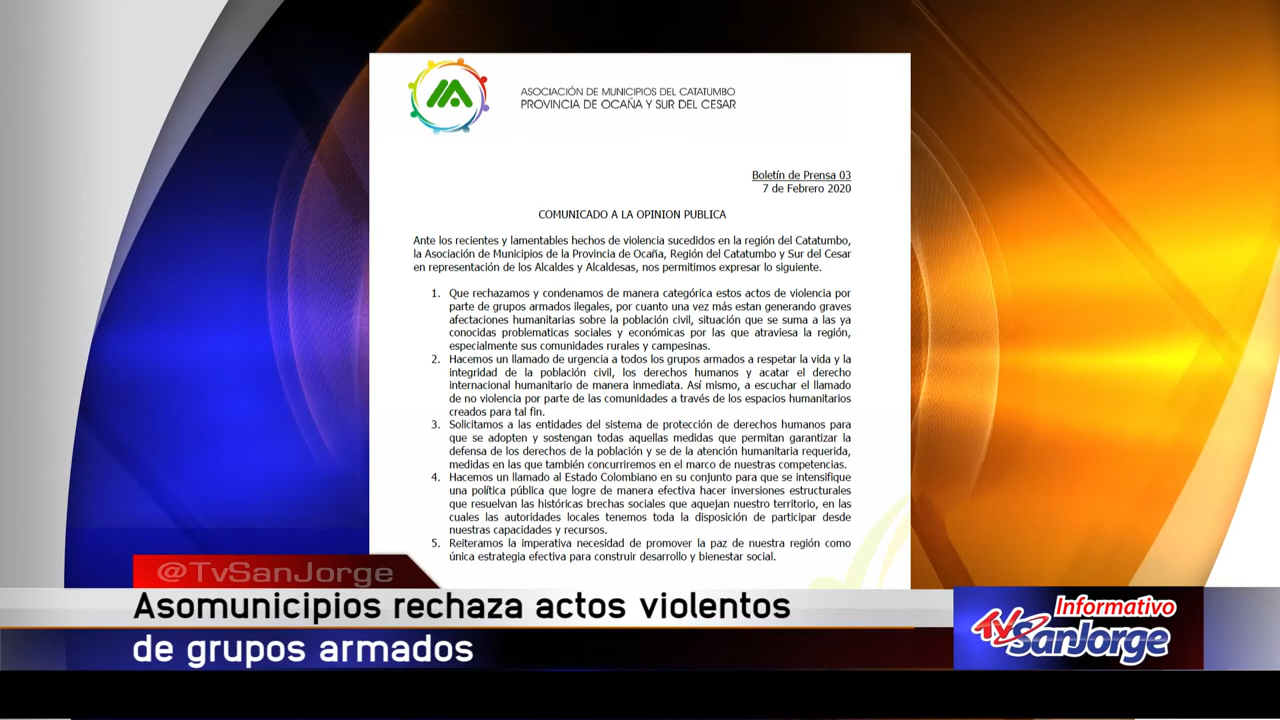 ASOCIACIÓN DE MUNICIPIOS DEL CATATUMBO
PROVINCIA DE OCAÑA Y SUR DEL CESAR
Boletín de Prensa 03
7 de Febrero 2020
COMUNICADO A LA OPINION PUBLICA
Ante los recientes y lamentables hechos de violencia sucedidos en la región del Catatumbo,
la Asociación de Municipios de la Provincia de Ocaña, Región del Catatumbo y Sur del Cesar
en representación de los Alcaldes y Alcaldesas, nos permitimos expresar lo siguiente.
1. Que rechazamos y condenamos de manera categórica estos actos de violencia por
parte de grupos armados ilegales, por cuanto una vez más estan generando graves
afectaciones humanitarias sobre la población civil, situación que se suma a las ya
conocidas problematicas sociales y económicas por las que atraviesa la región,
especialmente sus comunidades rurales y campesinas.
2. Hacemos un llamado de urgencia a todos los grupos armados a respetar la vida y la
integridad de la población civil, los derechos humanos y acatar el derecho
internacional humanitario de manera inmediata. Así mismo, a escuchar el llamado
de no violencia por parte de las comunidades a través de los espacios humanitarios
creados para tal fin.
3. Solicitamos a las entidades del sistema de protección de derechos humanos para
que se adopten y sostengan todas aquellas medidas que permitan garantizar la
defensa de los derechos de la población y se de la atención humanitaria requerida,
medidas en las que también concurriremos en el marco de nuestras competencias.
4. Hacemos un llamado al Estado Colombiano en su conjunto para que se intensifique
una política pública que logre de manera efectiva hacer inversiones estructurales
que resuelvan las históricas brechas sociales que aquejan nuestro territorio, en las
cuales las autoridades locales tenemos toda la disposición de participar desde
nuestras capacidades y recursos.
5. Reiteramos la imperativa necesidad de promover la paz de nuestra región como
única estrategia efectiva para construir desarrollo y bienestar social.
@TvSanJorge
Asomunicipios rechaza actos violentos
de grupos armados
Informativo
TV SanJorge